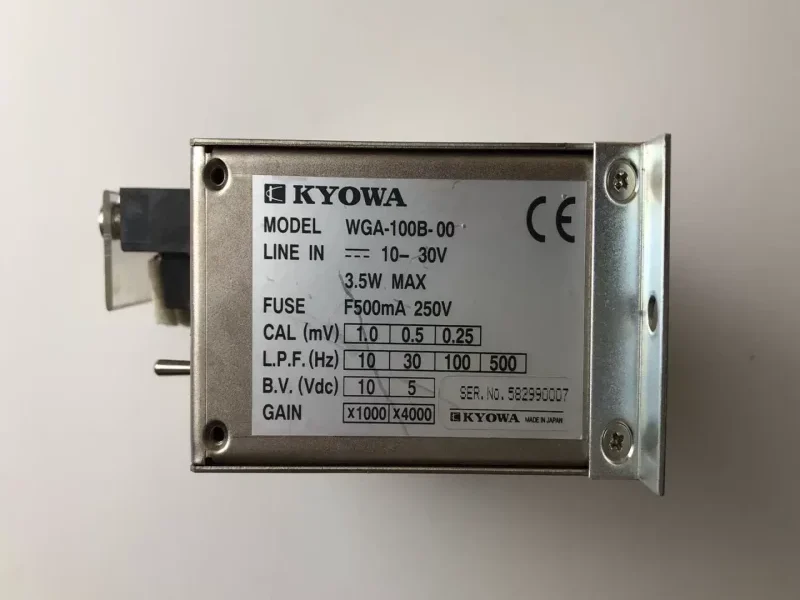 KYOWA
MODEL WGA-100B-00
LINE IN ⎓ 10– 30V
3.5W MAX
FUSE F500mA 250V
CAL (mV) 1.0 0.5 0.25
L.P.F. (Hz) 10 30 100 500
B.V. (Vdc) 10 5
GAIN x1000 x4000
CE
SER. No. 582990007
KYOWA MADE IN JAPAN